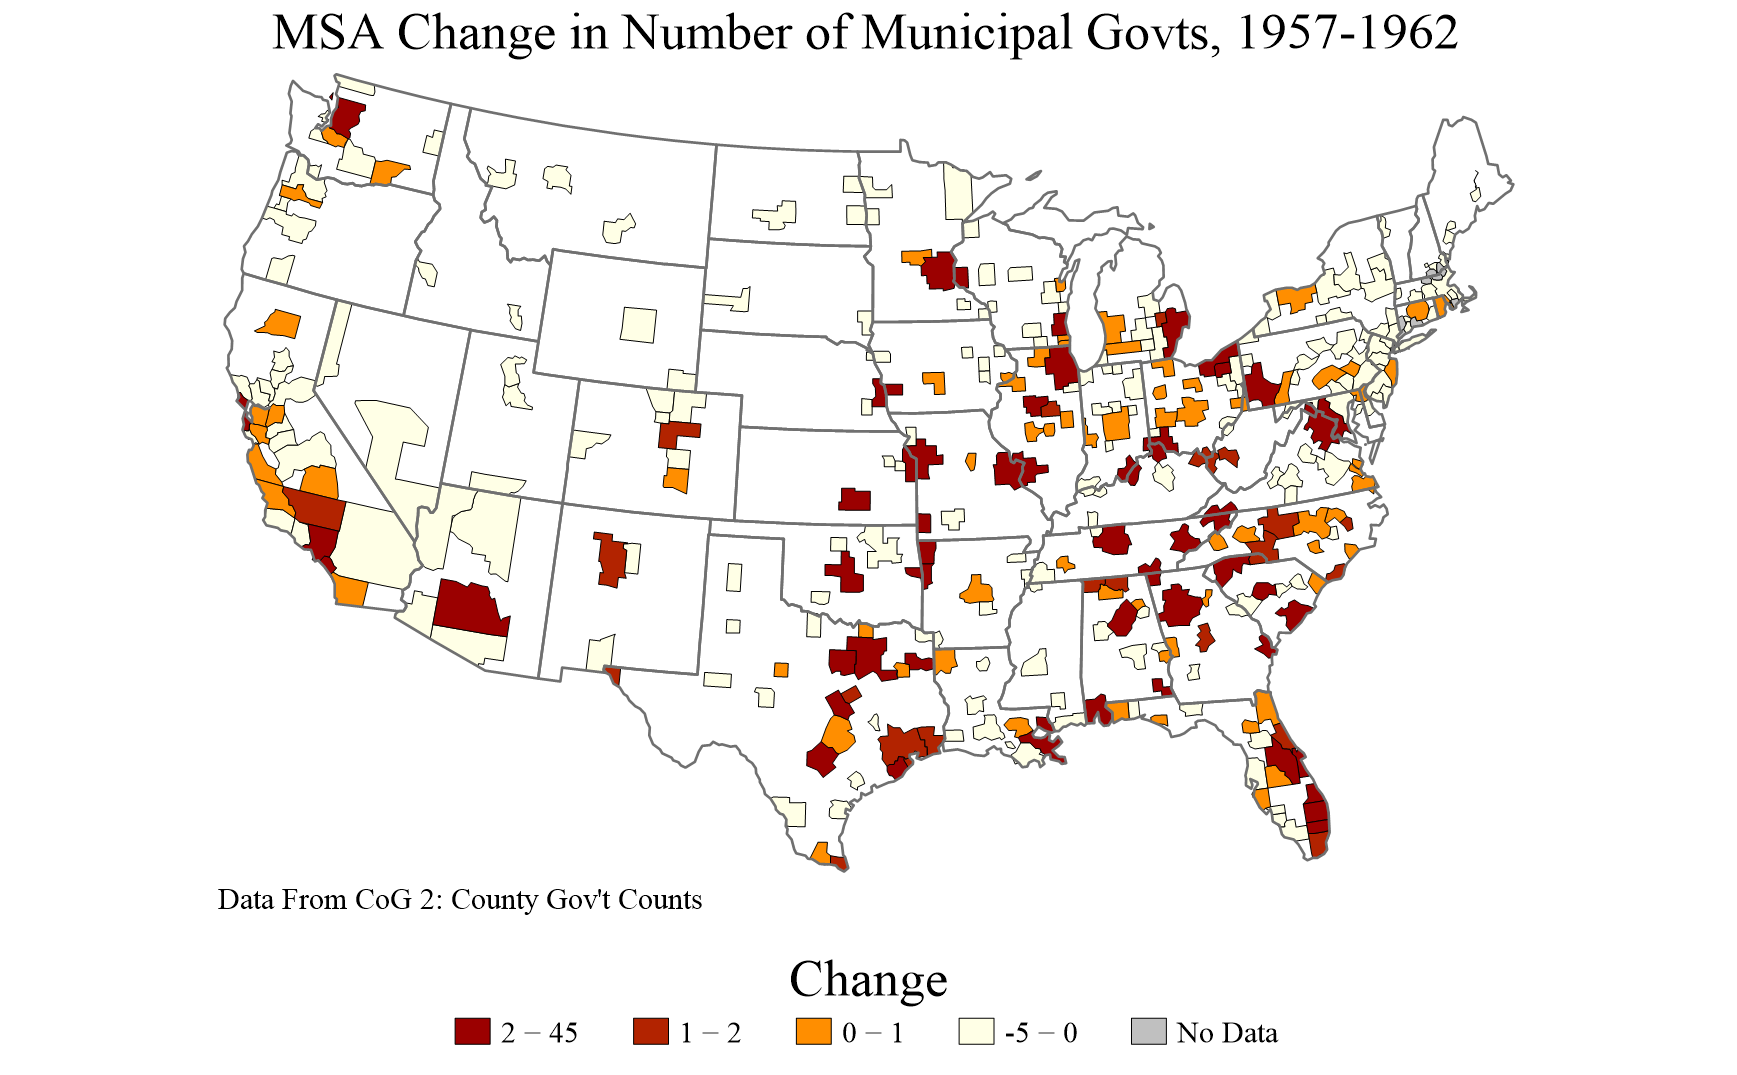 MSA Change in Number of Municipal Govts, 1957-1962
Data From CoG 2: County Gov't Counts
Change
2 – 45
1 – 2
0 – 1
-5 – 0
No Data